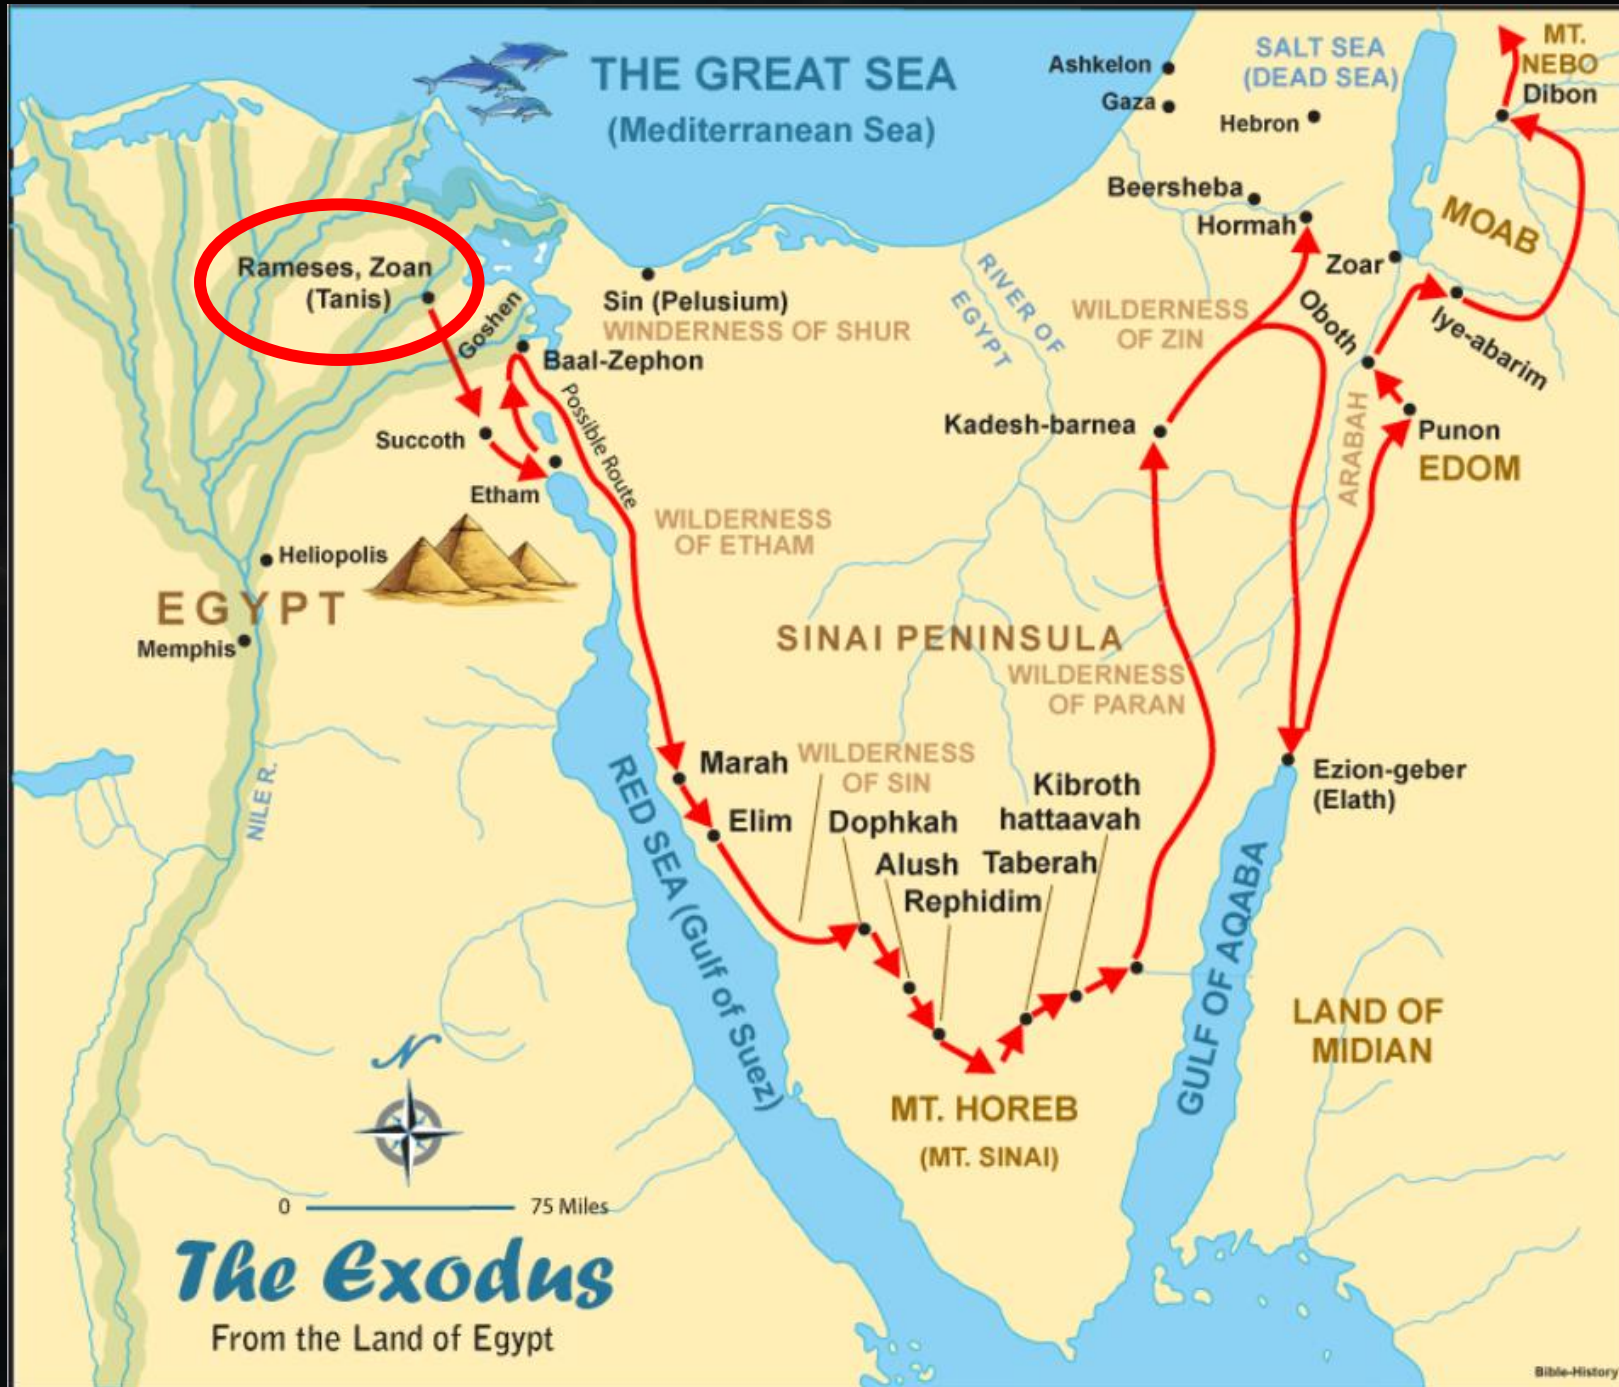 THE GREAT SEA
(Mediterranean Sea)
Ashkelon
Gaza
SALT SEA
(DEAD SEA)
Hebron
MT.
NEBO
Dibon
Beersheba
Hormah
MOAB
Zoar
Rameses, Zoan
(Tanis)
Goshen
Sin (Pelusium)
WINDERNESS OF SHUR
RIVER OF
EGYPT
WILDERNESS
OF ZIN
Oboth
Iye-abarim
Baal-Zephon
Possible Route
Succoth
Etham
Kadesh-barnea
ARABAH
Punon
EDOM
WILDERNESS
OF ETHAM
Heliopolis
EGYPT
Memphis
SINAI PENINSULA
WILDERNESS
OF PARAN
NILE R.
RED SEA (Gulf of Suez)
Marah
WILDERNESS
OF SIN
Elim
Dophkah
Alush
Rephidim
Kibroth
hattaavah
Taberah
Ezion-geber
(Elath)
GULF OF AQABA
LAND OF
MIDIAN
MT. HOREB
(MT. SINAI)
N
0 75 Miles
The Exodus
From the Land of Egypt
Bible-History